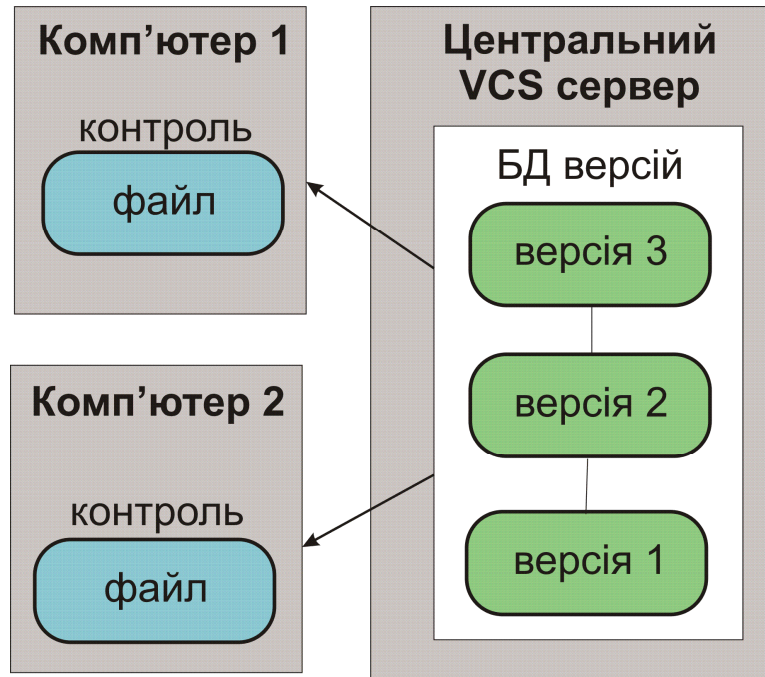 Комп’ютер 1
контроль
файл
Комп’ютер 2
контроль
файл
Центральний
VCS сервер
БД версій
версія 3
версія 2
версія 1